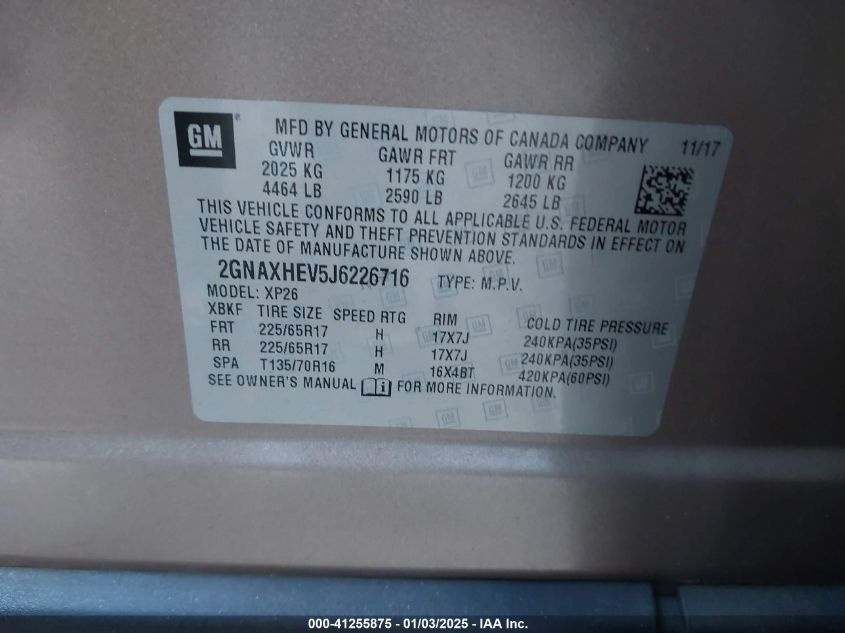 GM
MFD BY GENERAL MOTORS OF CANADA COMPANY 11/17
GVWR GAWR FRT GAWR RR
2025 KG 1175 KG 1200 KG
4464 LB 2590 LB 2645 LB
THIS VEHICLE CONFORMS TO ALL APPLICABLE U.S. FEDERAL MOTOR
VEHICLE SAFETY AND THEFT PREVENTION STANDARDS IN EFFECT ON
THE DATE OF MANUFACTURE SHOWN ABOVE.
2GNAXHEV5J6226716 TYPE: M.P.V.
MODEL: XP26
XBKF TIRE SIZE SPEED RTG RIM COLD TIRE PRESSURE
FRT 225/65R17 H 17X7J 240KPA(35PSI)
RR 225/65R17 H 17X7J 240KPA(35PSI)
SPA T135/70R16 M 16X4BT 420KPA(60PSI)
SEE OWNER'S MANUAL FOR MORE INFORMATION.
000-41255875 - 01/03/2025 - IAA Inc.